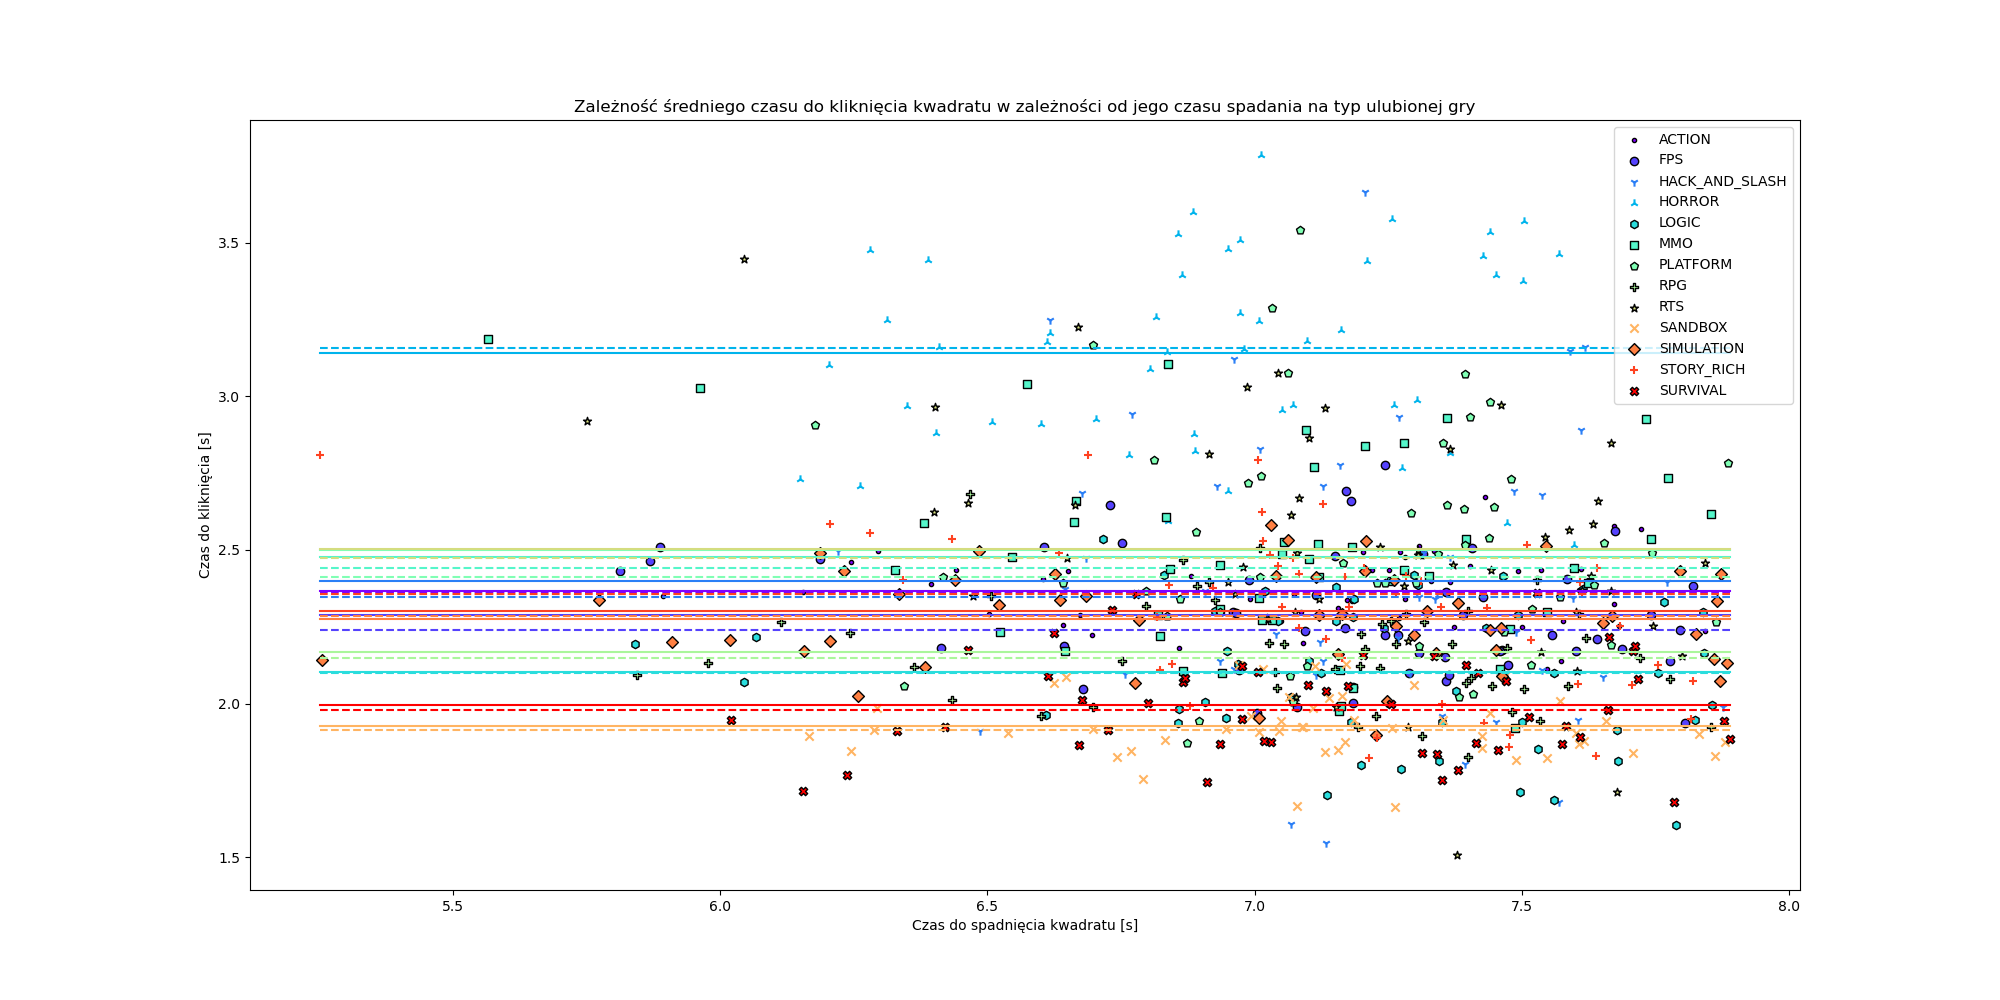 Zależność średniego czasu do kliknięcia kwadratu w zależności od jego czasu spadania na typ ulubionej gry
ACTION
FPS
HACK_AND_SLASH
HORROR
LOGIC
MMO
PLATFORM
RPG
RTS
SANDBOX
SIMULATION
STORY_RICH
SURVIVAL
Czas do kliknięcia [s]
3.5
3.0
2.5
2.0
1.5
5.5 6.0 6.5 7.0 7.5 8.0
Czas do spadnięcia kwadratu [s]